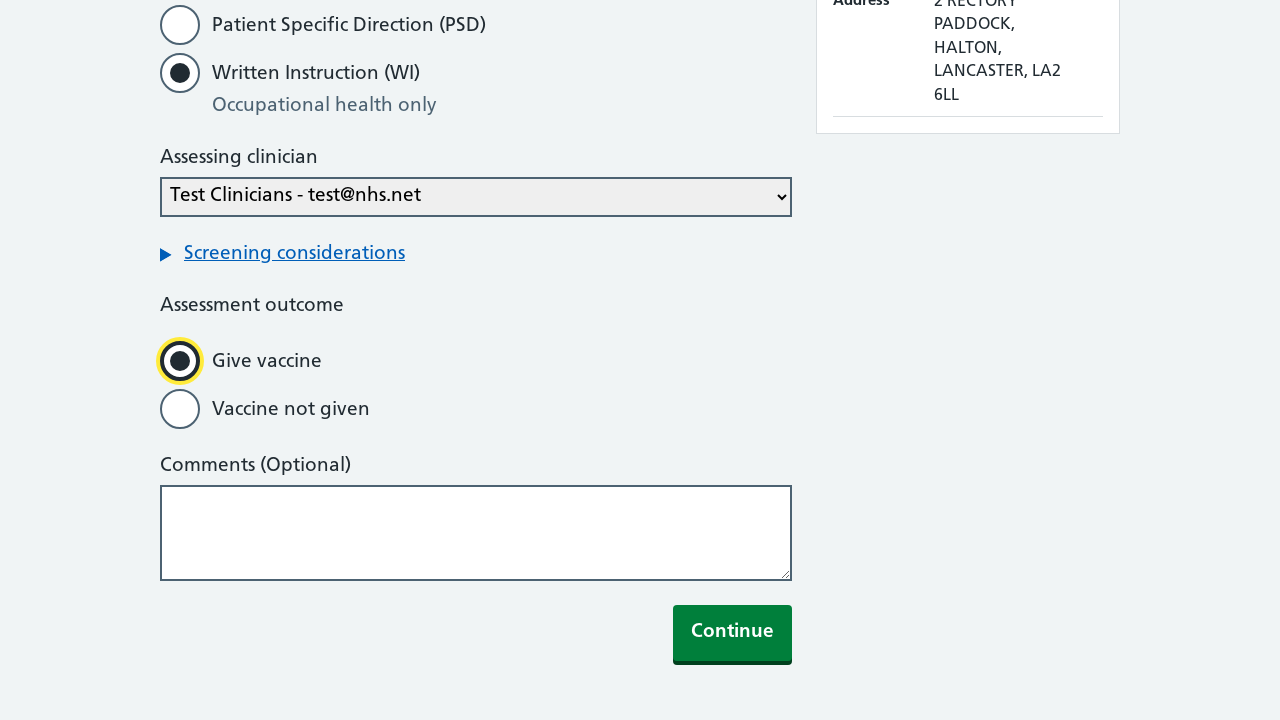 Patient Specific Direction (PSD)
Written Instruction (WI)
Occupational health only
Assessing clinician
Test Clinicians - test@nhs.net
Screening considerations
Assessment outcome
Give vaccine
Vaccine not given
Comments (Optional)
Continue
Address
2 RECTORY
PADDOCK,
HALTON,
LANCASTER, LA2
6LL